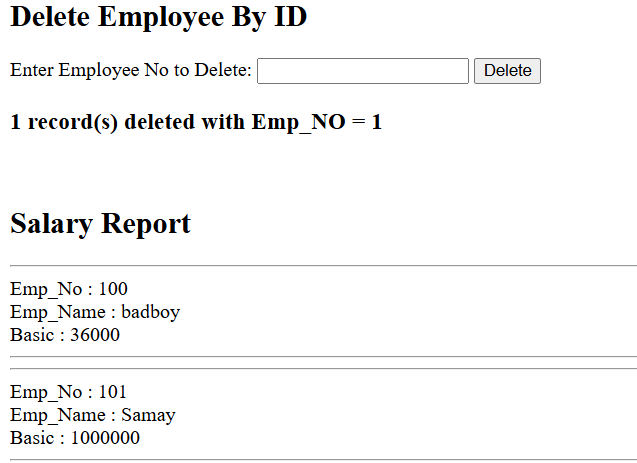 Delete Employee By ID
Enter Employee No to Delete: Delete
1 record(s) deleted with Emp_NO = 1
Salary Report
Emp_No : 100
Emp_Name : badboy
Basic : 36000
Emp_No : 101
Emp_Name : Samay
Basic : 1000000